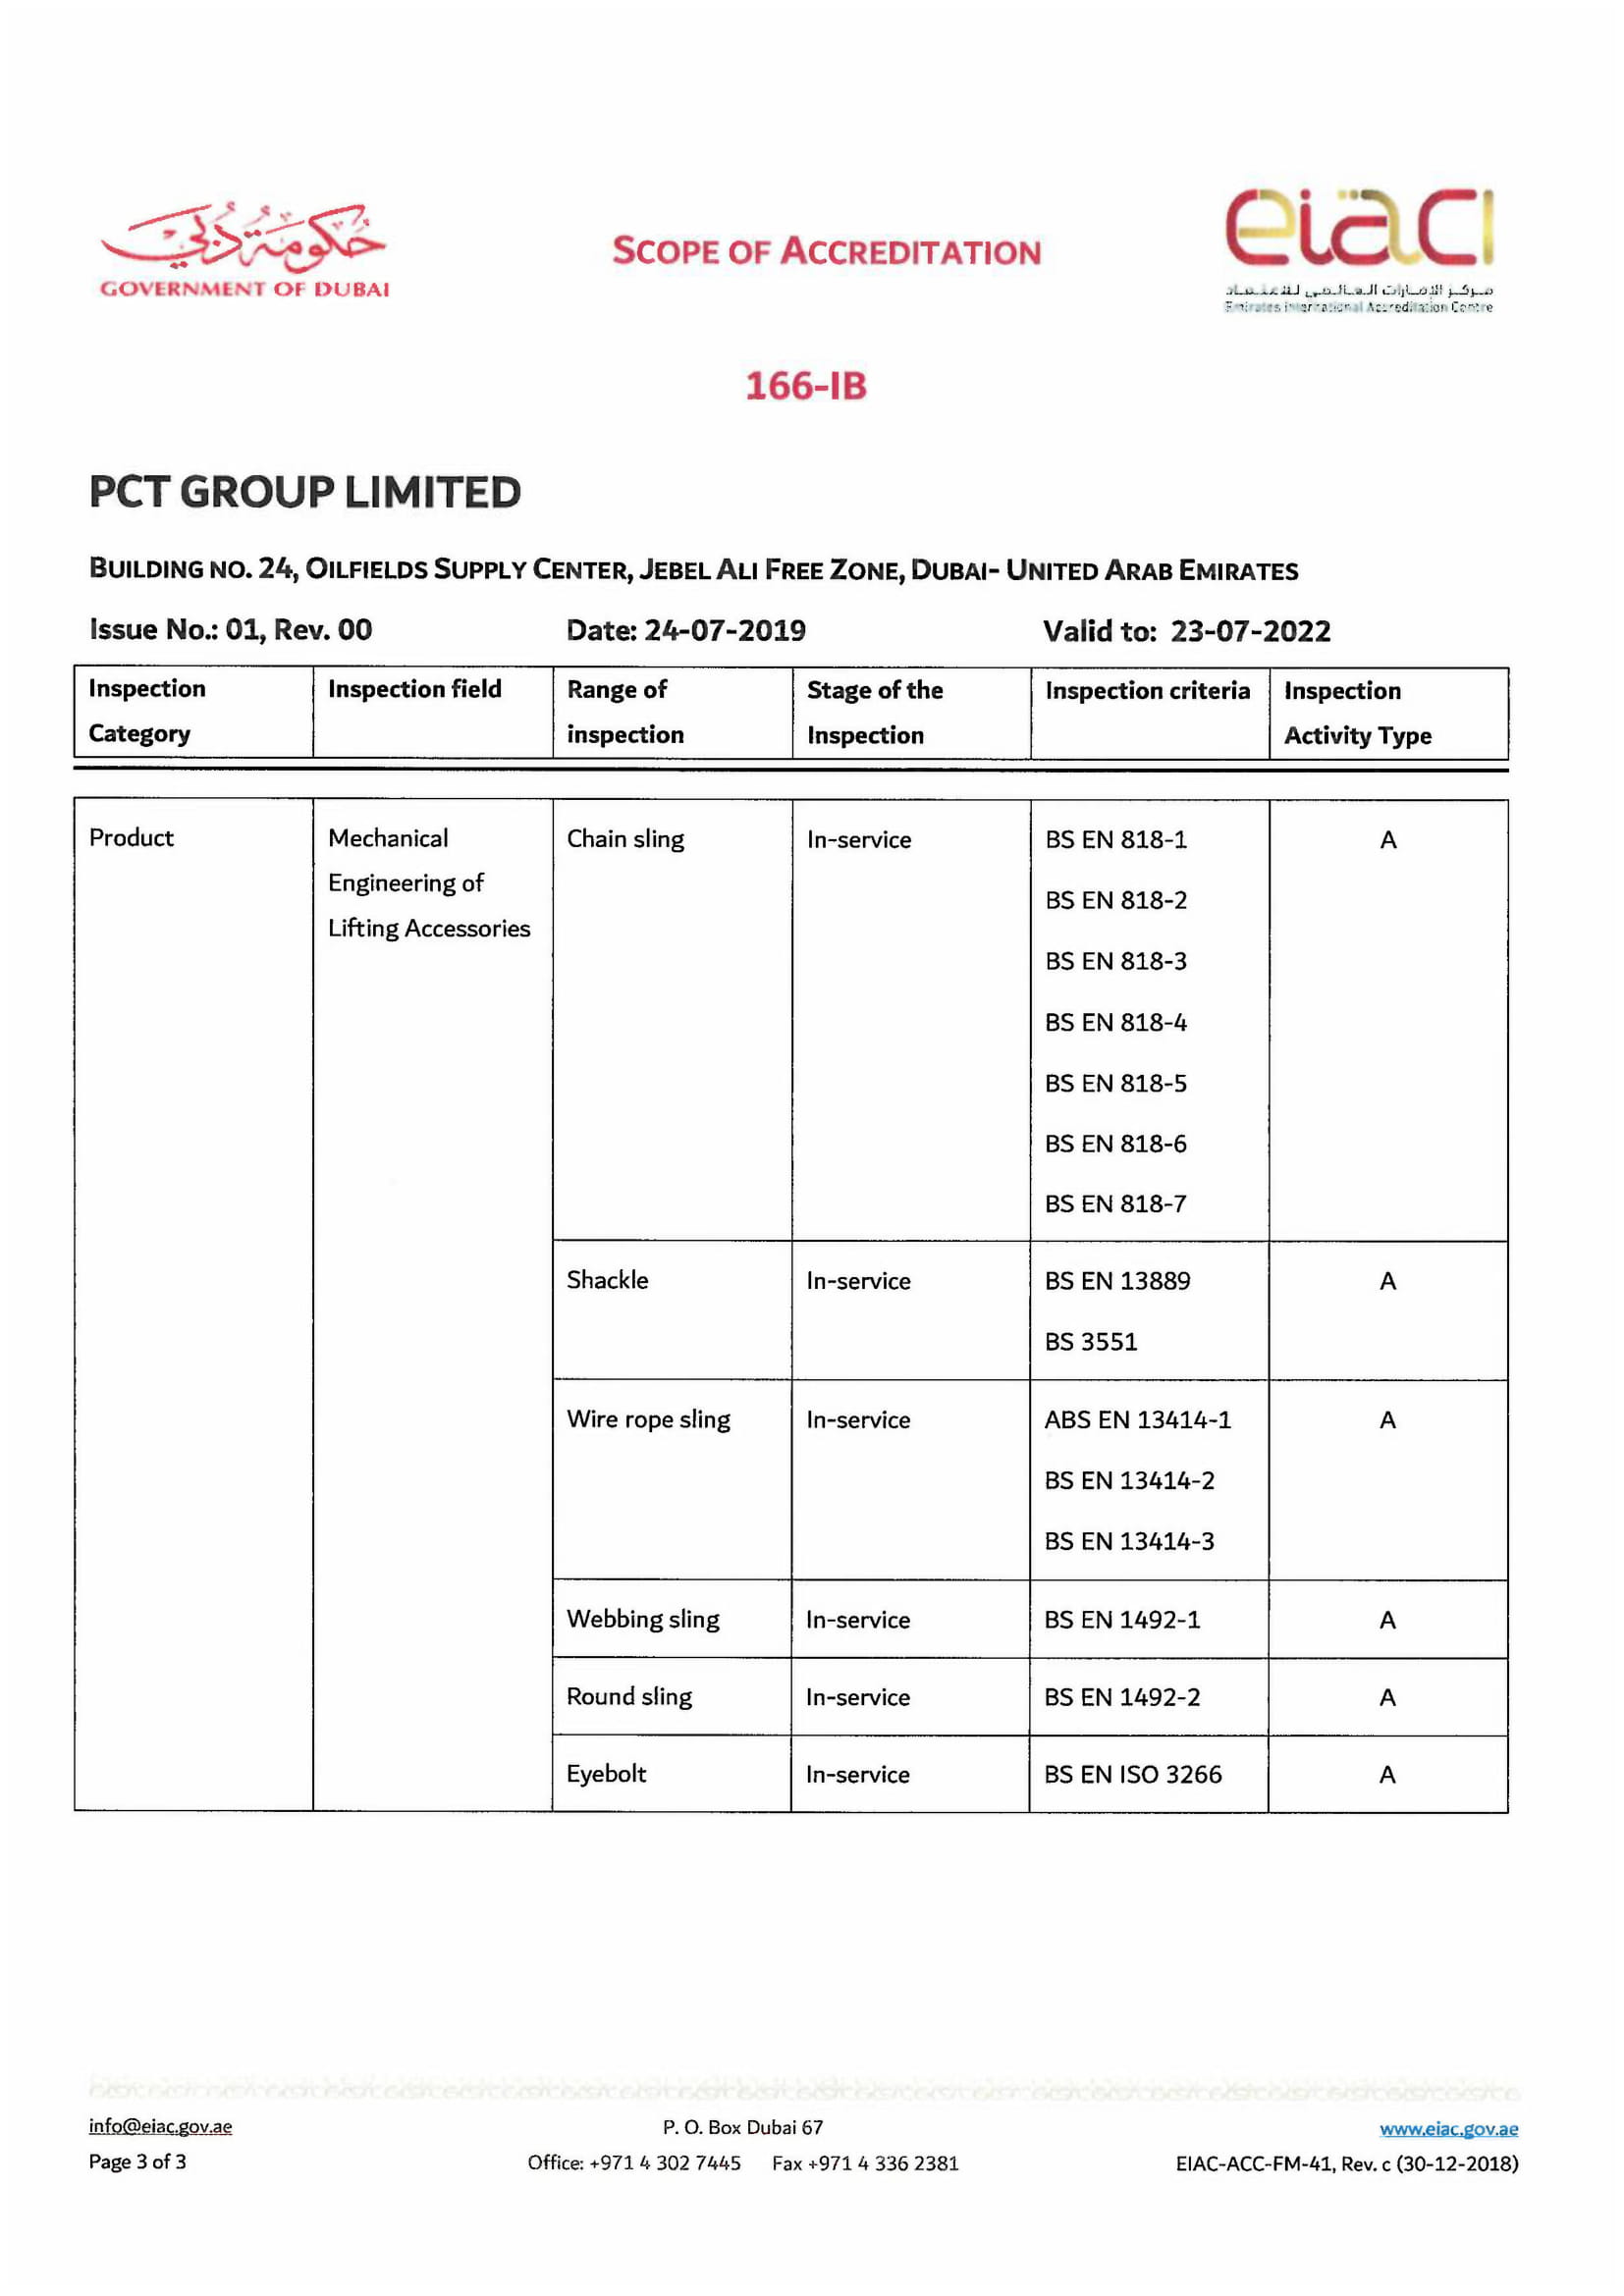 حكومة دبي
GOVERNMENT OF DUBAI
SCOPE OF ACCREDITATION
eiac
مركز الإمارات العالمي للاعتماد
Emirates International Accreditation Centre
166-IB
PCT GROUP LIMITED
BUILDING NO. 24, OILFIELDS SUPPLY CENTER, JEBEL ALI FREE ZONE, DUBAI- UNITED ARAB EMIRATES
Issue No.: 01, Rev. 00 Date: 24-07-2019 Valid to: 23-07-2022
Inspection Category Inspection field Range of inspection Stage of the Inspection Inspection criteria Inspection Activity Type
Product Mechanical Chain sling In-service BS EN 818-1 A
Engineering of
BS EN 818-2
Lifting Accessories
BS EN 818-3
BS EN 818-4
BS EN 818-5
BS EN 818-6
BS EN 818-7
Shackle In-service BS EN 13889 A
BS 3551
Wire rope sling In-service ABS EN 13414-1 A
BS EN 13414-2
BS EN 13414-3
Webbing sling In-service BS EN 1492-1 A
Round sling In-service BS EN 1492-2 A
Eyebolt In-service BS EN ISO 3266 A
info@eiac.gov.ae P. O. Box Dubai 67 www.eiac.gov.ae
Page 3 of 3 Office: +971 4 302 7445 Fax +971 4 336 2381 EIAC-ACC-FM-41, Rev. c (30-12-2018)